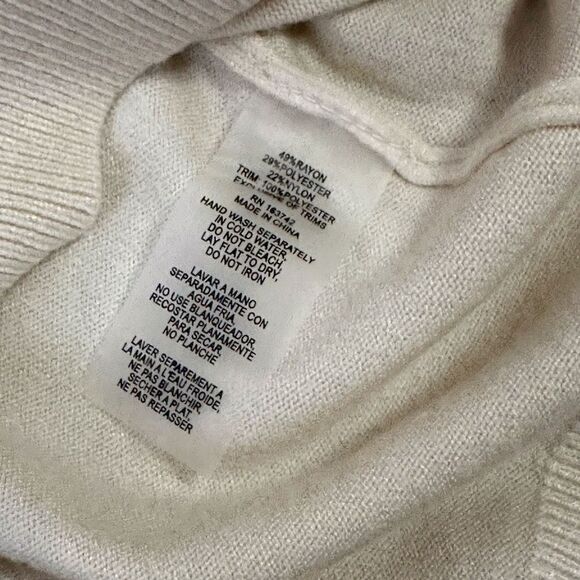 49%RAYON
29%POLYESTER
22%NYLON
TRIM: 100%POLYESTER
EXCLUSIVE OF TRIMS
RN 163742
MADE IN CHINA
HAND WASH SEPARATELY
IN COLD WATER,
DO NOT BLEACH,
LAY FLAT TO DRY,
DO NOT IRON
LAVAR A MANO
SEPARADAMENTE CON
AGUA FRIA,
NO USE BLANQUEADOR,
RECOSTAR PLANAMENTE
PARA SECAR,
NO PLANCHE
LAVER SEPAREMENT A
LA MAIN A L'EAU FROIDE,
NE PAS BLANCHIR,
SECHER A PLAT,
NE PAS REPASSER